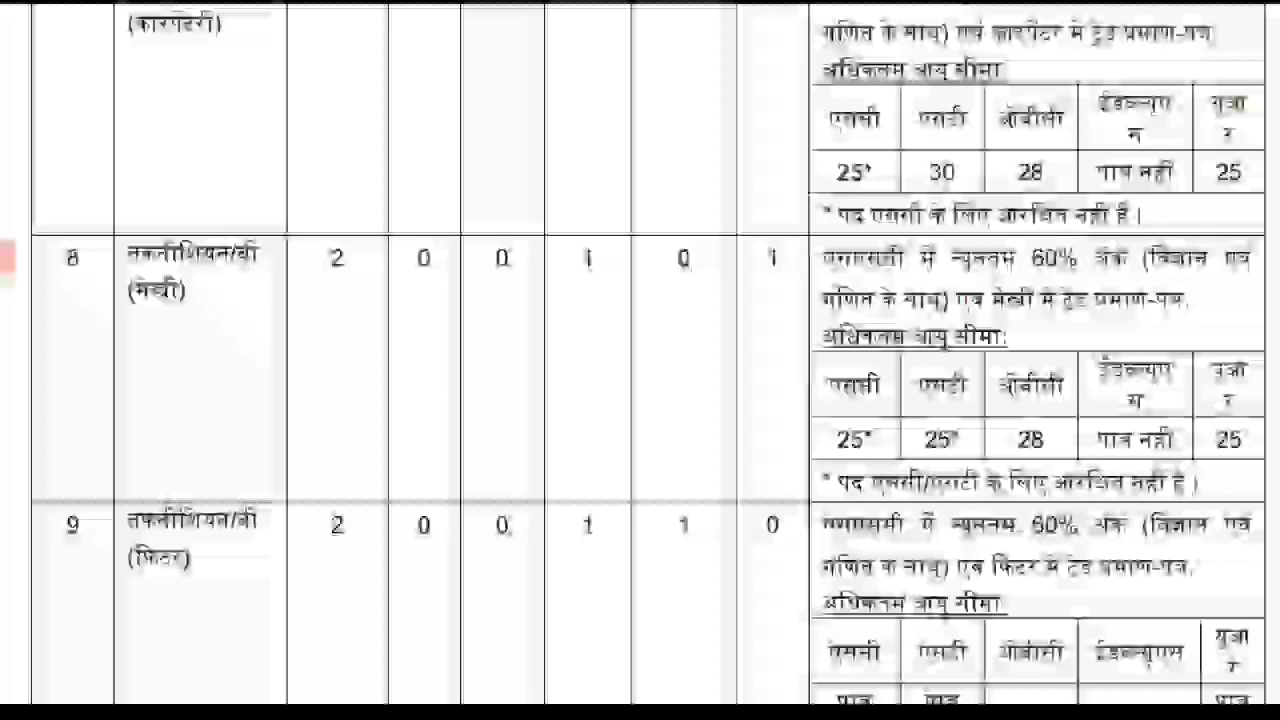 (कारपेंटरी)
गणित के साथ) एवं कारपेंटर में ट्रेड प्रमाण-पत्र
अधिकतम आयु सीमा
एससी एसटी ओबीसी ईडब्ल्यूएस यूआर
25* 30 28 पात्र नहीं 25
* पद एससी के लिए आरक्षित नहीं है।
8 तकनीशियन/बी 2 0 0 1 0 1 एसएससी में न्यूनतम 60% अंक (विज्ञान एवं
(मेस्त्री) गणित के साथ) एवं मेस्त्री में ट्रेड प्रमाण-पत्र.
अधिकतम आयु सीमा:
एससी एसटी ओबीसी ईडब्ल्यूएस यूआर
25* 25* 28 पात्र नहीं 25
* पद एससी/एसटी के लिए आरक्षित नहीं है।
9 तकनीशियन/बी 2 0 0 1 1 0 एसएससी में न्यूनतम 60% अंक (विज्ञान एवं
(फिटर) गणित के साथ) एवं फिटर में ट्रेड प्रमाण-पत्र.
अधिकतम आयु सीमा
एससी एसटी ओबीसी ईडब्ल्यूएस यूआर
पात्र पात्र पात्र